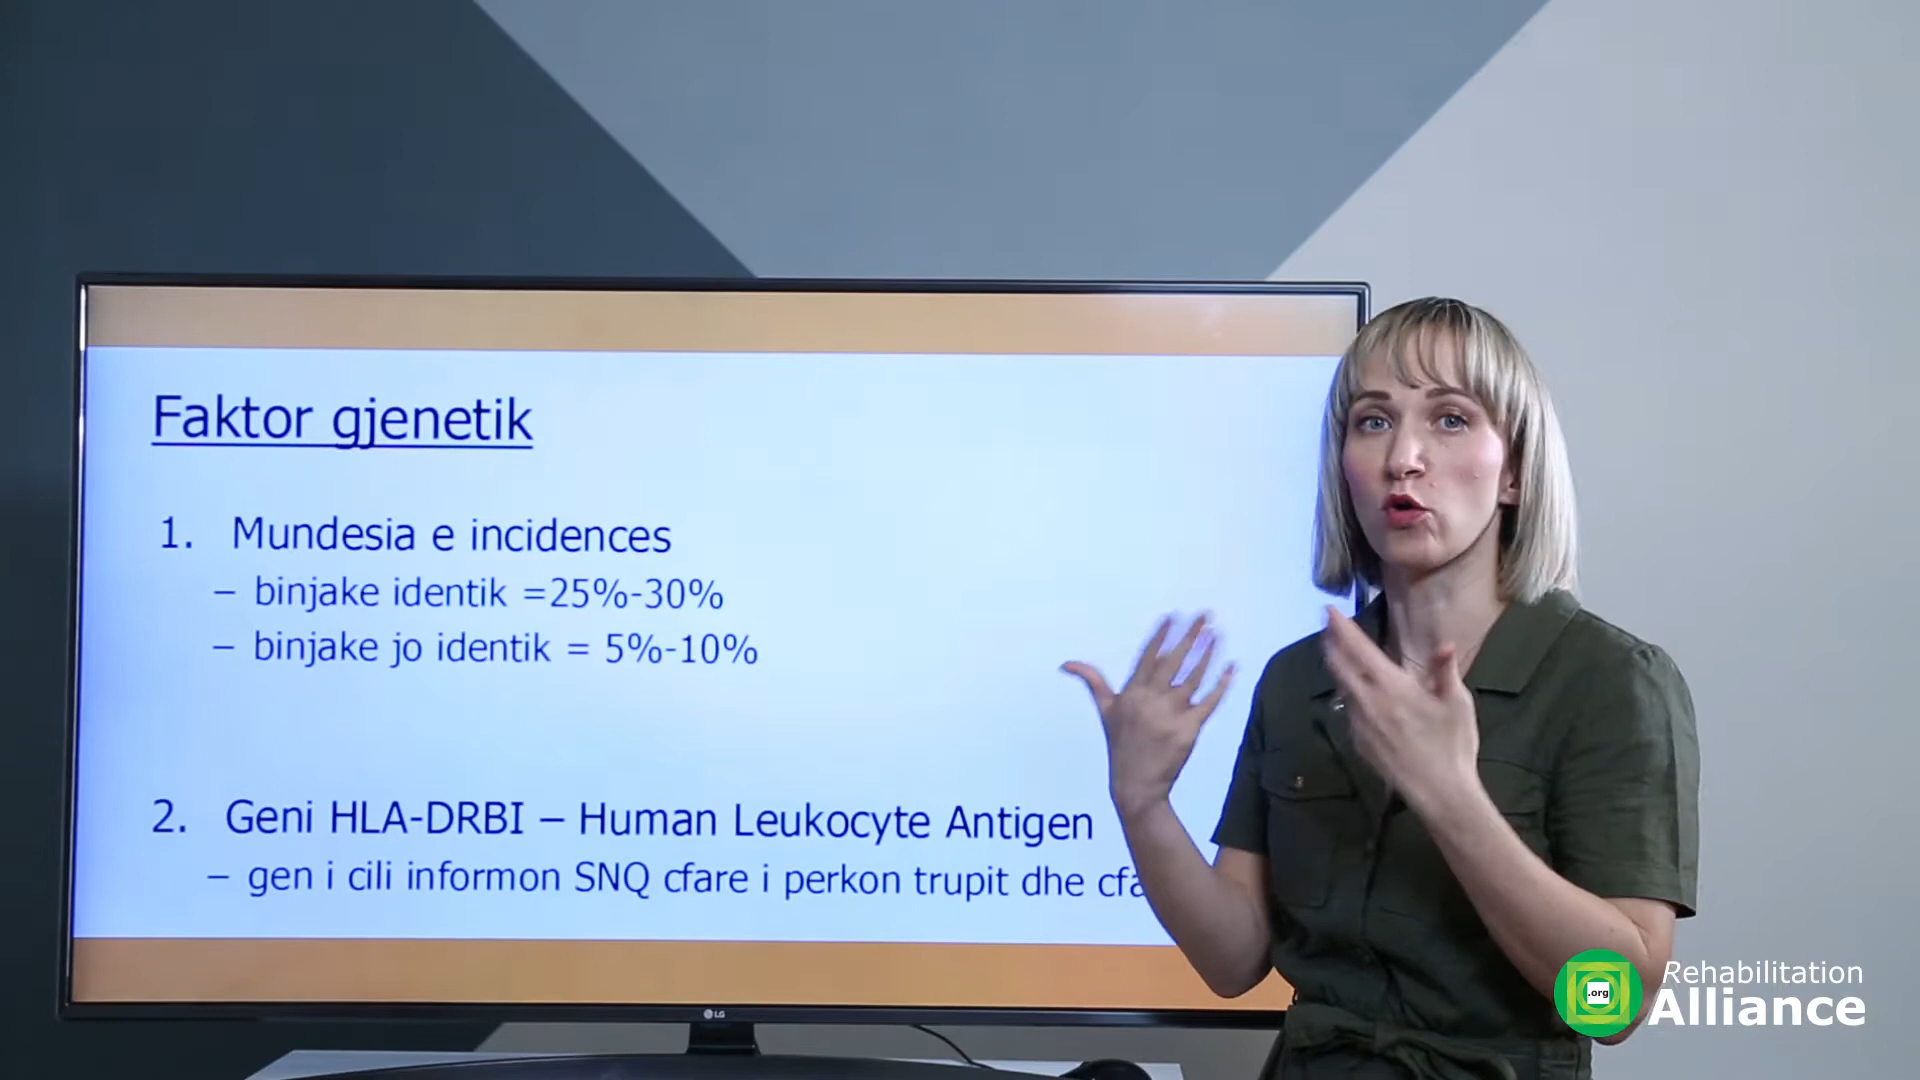 Faktor gjenetik
1. Mundesia e incidences
– binjake identik =25%-30%
– binjake jo identik = 5%-10%
2. Geni HLA-DRBI – Human Leukocyte Antigen
– gen i cili informon SNQ cfare i perkon trupit dhe
LG
.org
Rehabilitation
Alliance